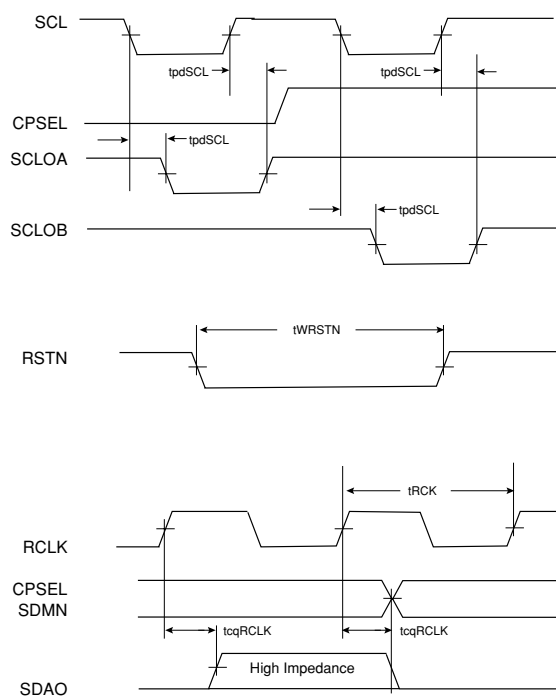 SCL
tpdSCL
tpdSCL
CPSEL
tpdSCL
SCLOA
tpdSCL
SCLOB
tWRSTN
RSTN
tRCK
RCLK
CPSEL
SDMN
tcqRCLK
tcqRCLK
High Impedance
SDAO